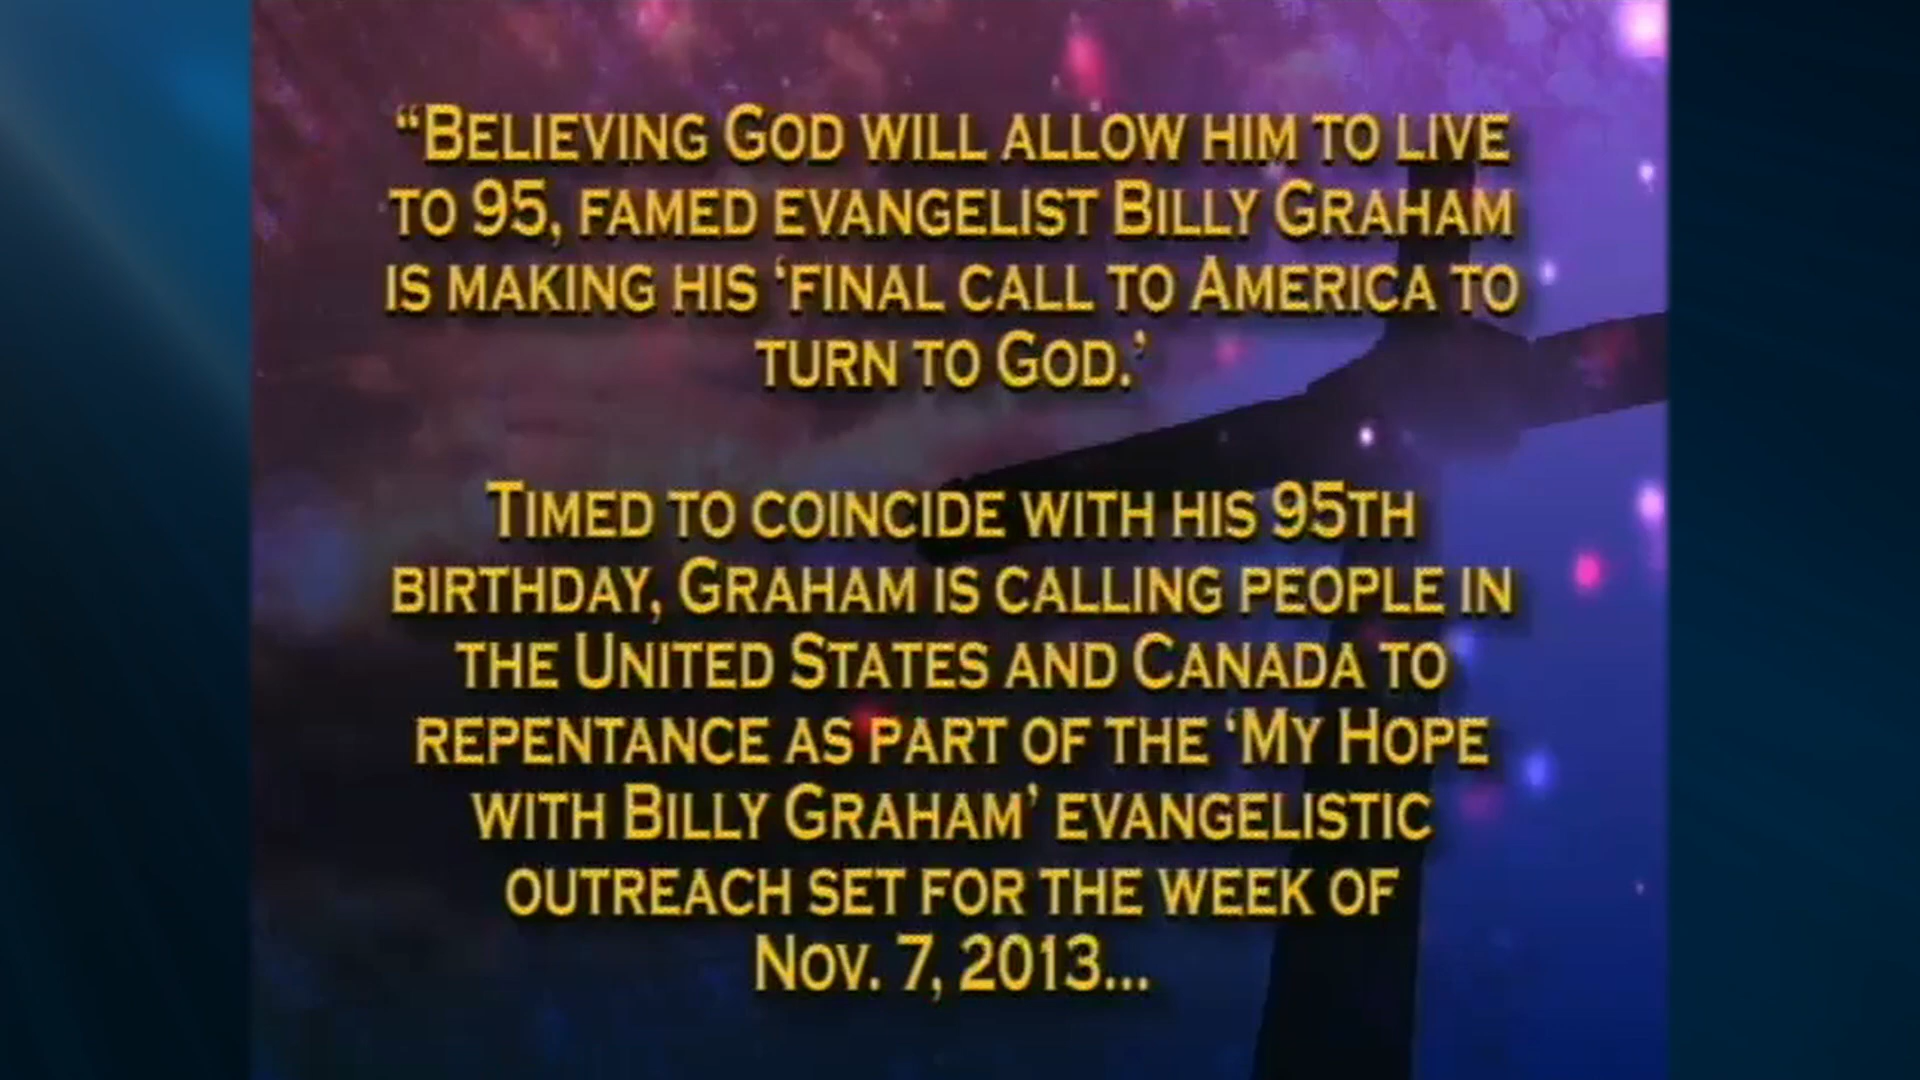 “Believing God will allow him to live
to 95, famed evangelist Billy Graham
is making his ‘final call to America to
turn to God.’
Timed to coincide with his 95th
birthday, Graham is calling people in
the United States and Canada to
repentance as part of the ‘My Hope
with Billy Graham’ evangelistic
outreach set for the week of
Nov. 7, 2013...